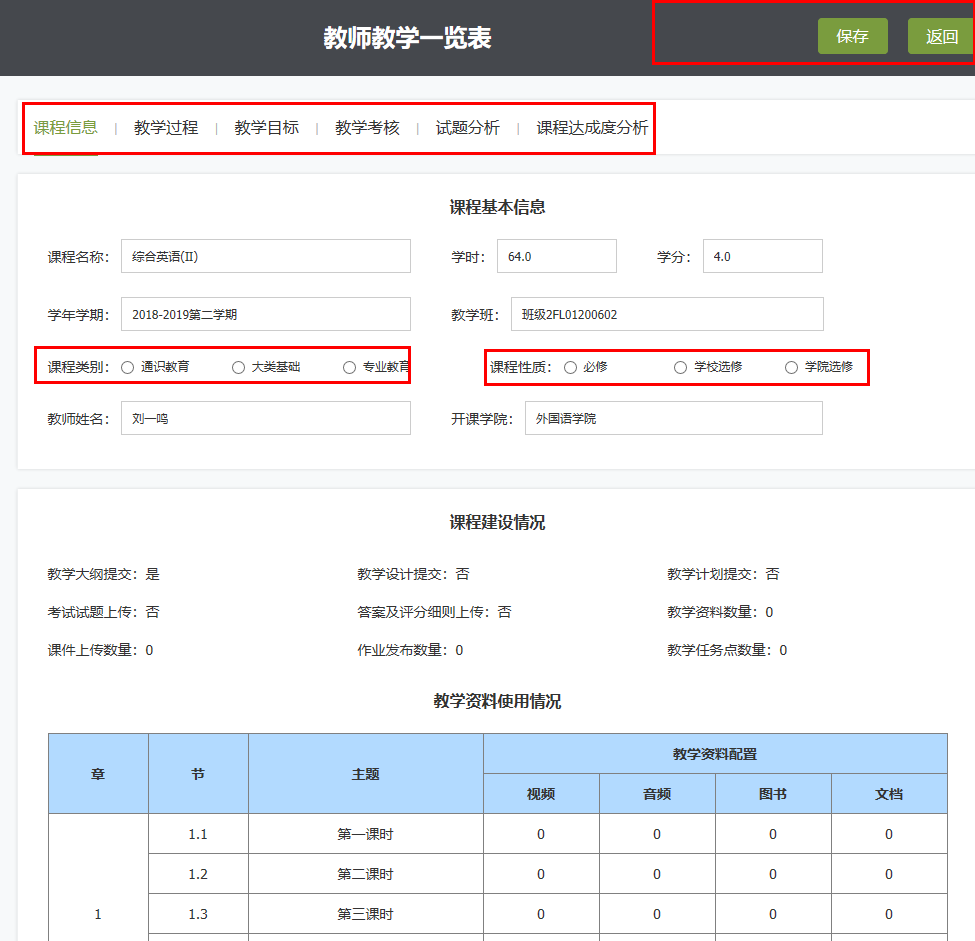 教师教学一览表 保存 返回
课程信息 | 教学过程 | 教学目标 | 教学考核 | 试题分析 | 课程达成度分析
课程基本信息
课程名称： 综合英语(II) 学时： 64.0 学分： 4.0
学年学期： 2018-2019第二学期 教学班： 班级2FL01200602
课程类别： 通识教育 大类基础 专业教育 课程性质： 必修 学校选修 学院选修
教师姓名： 刘一鸣 开课学院： 外国语学院
课程建设情况
教学大纲提交：是 教学设计提交：否 教学计划提交：否
考试试题上传：否 答案及评分细则上传：否 教学资料数量：0
课件上传数量：0 作业发布数量：0 教学任务点数量：0
教学资料使用情况
章 节 主题 教学资料配置
视频 音频 图书 文档
1.1 第一课时 0 0 0 0
1.2 第二课时 0 0 0 0
1 1.3 第三课时 0 0 0 0